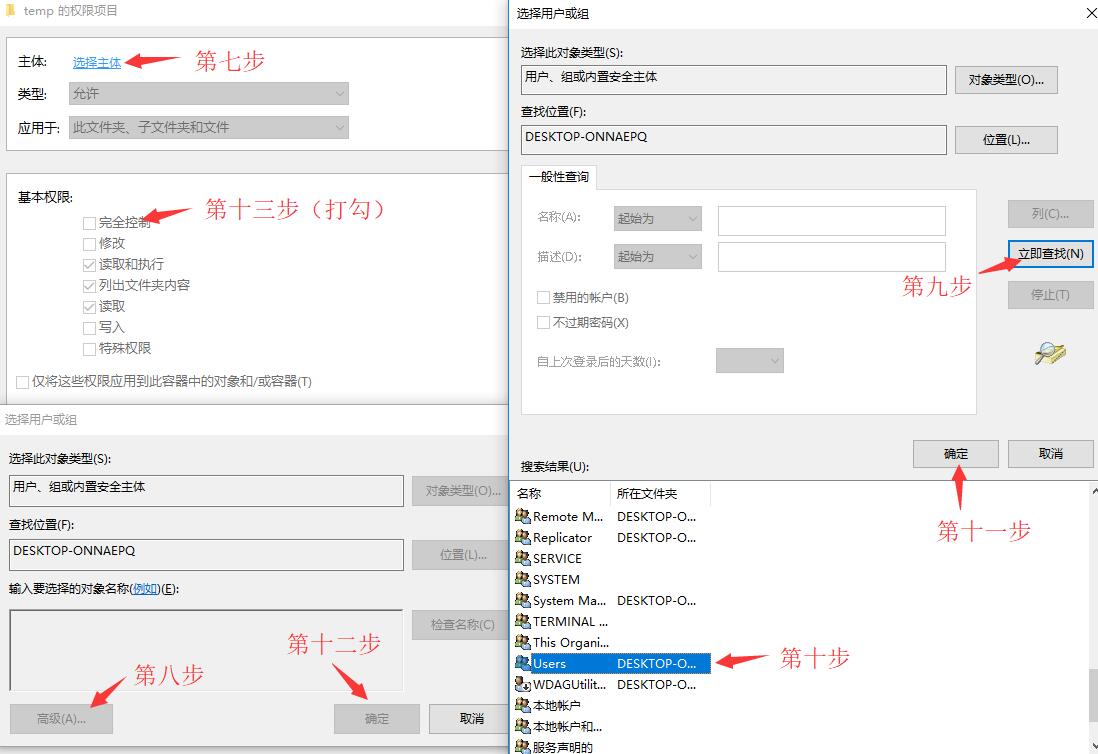 temp 的权限项目
主体: 选择主体 第七步
类型: 允许
应用于: 此文件夹、子文件夹和文件
基本权限:
第十三步（打勾）
完全控制
修改
读取和执行
列出文件夹内容
读取
写入
特殊权限
仅将这些权限应用到此容器中的对象和/或容器(T)
选择用户或组
选择此对象类型(S):
用户、组或内置安全主体 对象类型(O)...
查找位置(F):
DESKTOP-ONNAEPQ 位置(L)...
输入要选择的对象名称(例如)(E):
检查名称(C)
第十二步
第八步
高级(A)... 确定 取消
选择用户或组
选择此对象类型(S):
用户、组或内置安全主体 对象类型(O)...
查找位置(F):
DESKTOP-ONNAEPQ 位置(L)...
一般性查询
名称(A): 起始为 列(C)...
描述(D): 起始为 立即查找(N)
第九步
禁用的帐户(B) 停止(T)
不过期密码(X)
自上次登录后的天数(I):
确定 取消
搜索结果(U):
名称 所在文件夹
Remote M... DESKTOP-O...
第十一步
Replicator DESKTOP-O...
SERVICE
SYSTEM
System Ma... DESKTOP-O...
TERMINAL ...
This Organi...
Users DESKTOP-O... 第十步
WDAGUtilit... DESKTOP-O...
本地帐户
本地帐户和...
服务声明的